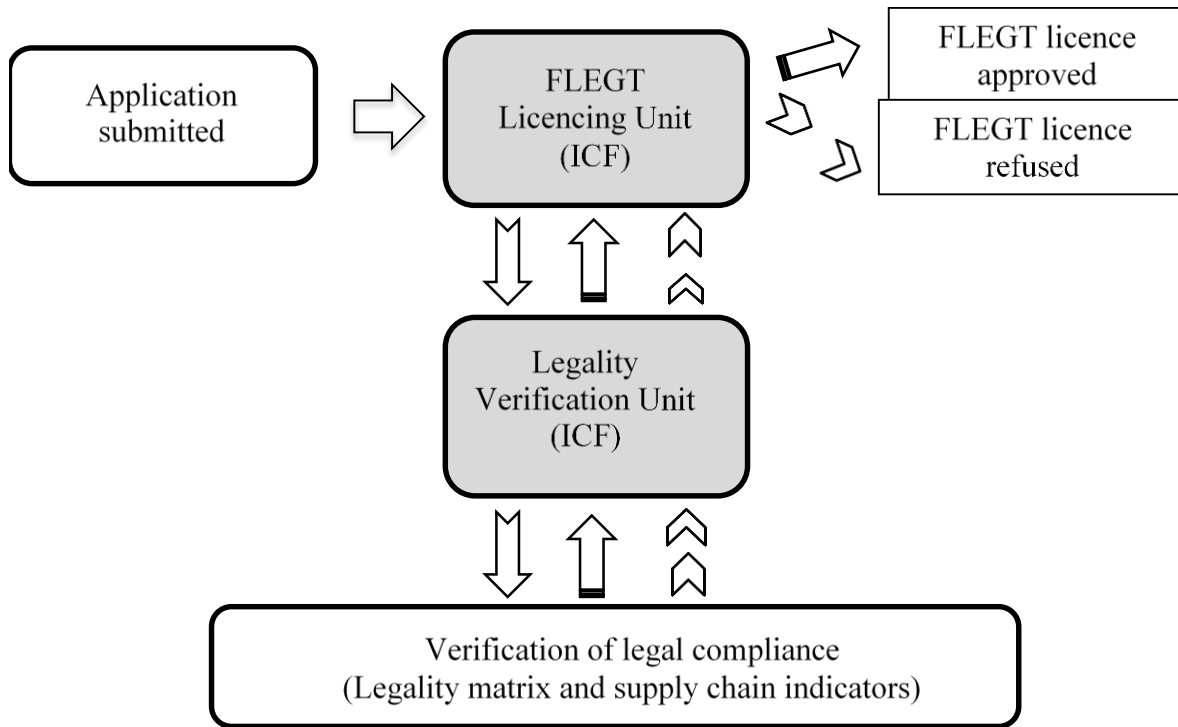 Application
submitted
FLEGT
Licencing Unit
(ICF)
FLEGT licence
approved
FLEGT licence
refused
Legality
Verification Unit
(ICF)
Verification of legal compliance
(Legality matrix and supply chain indicators)